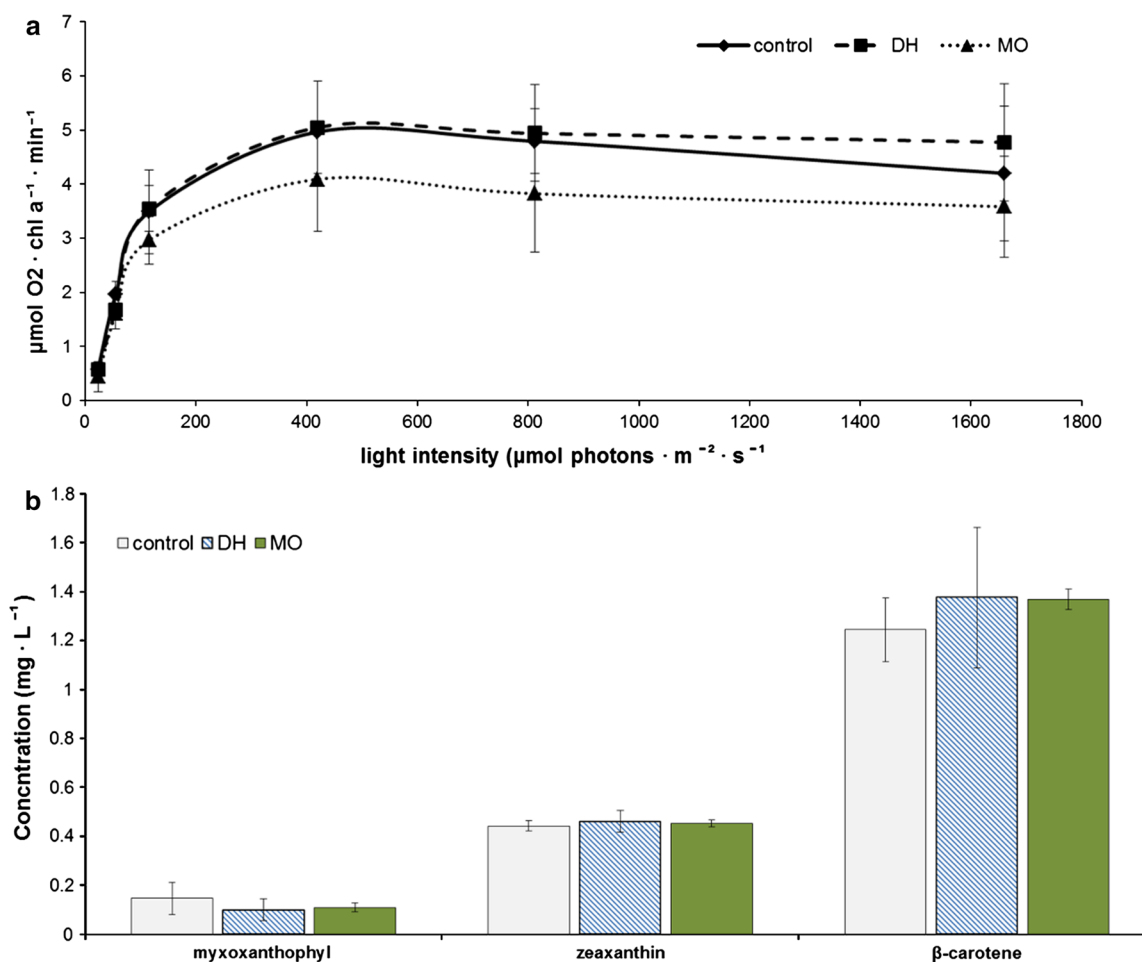 a
7
6
5
4
3
2
1
0
control DH MO
µmol O2 · chl a⁻¹ · min⁻¹
0 200 400 600 800 1000 1200 1400 1600 1800
light intensity (µmol photons · m ⁻² · s ⁻¹
b
1.8
1.6
1.4
1.2
1
0.8
0.6
0.4
0.2
0
control DH MO
Concntration (mg · L ⁻¹)
myxoxanthophyl zeaxanthin β-carotene